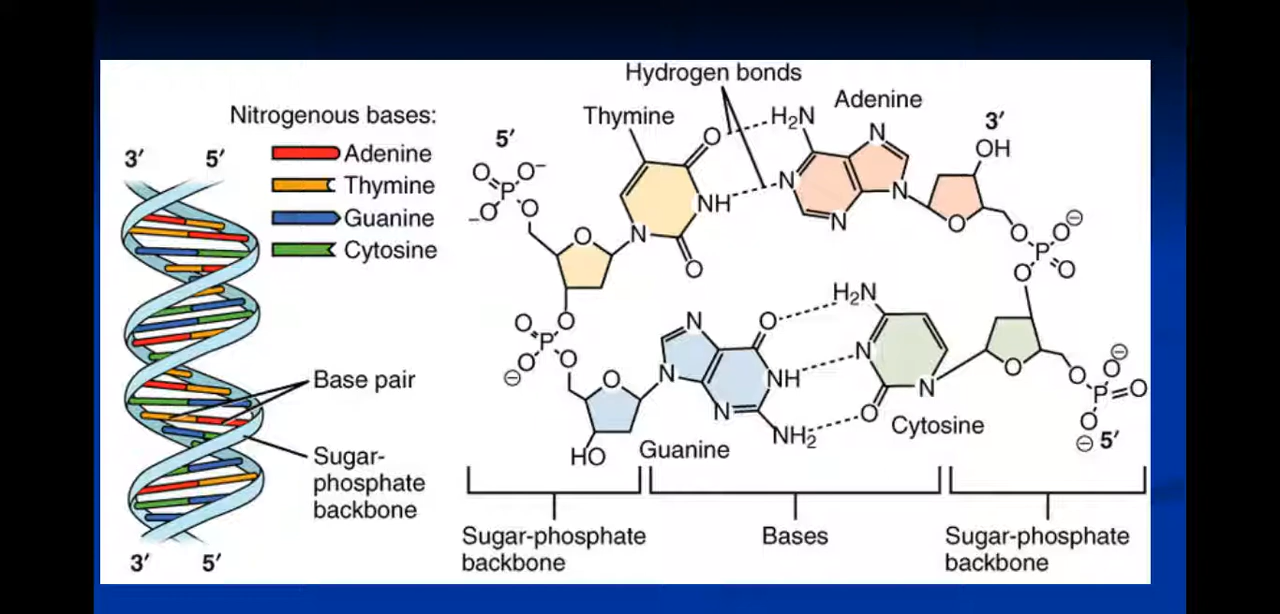 Hydrogen bonds
Nitrogenous bases:
Adenine
Thymine
Guanine
Cytosine
3′ 5′
Base pair
Sugar-
phosphate
backbone
3′ 5′
Thymine
Adenine
5′
3′
O
H₂N
N
OH
O
O⁻
P
⁻O
O
N
NH
N
N
N
O
O
N
O
O
⊖
O
P
O
O
O
H₂N
O
N
O
P
O
O
⊖
O
N
NH
N
O
N
N
O
N
O
O
⊖
O
P
O
O
⊖
5′
HO
NH₂
Guanine
Cytosine
Sugar-phosphate
backbone
Bases
Sugar-phosphate
backbone